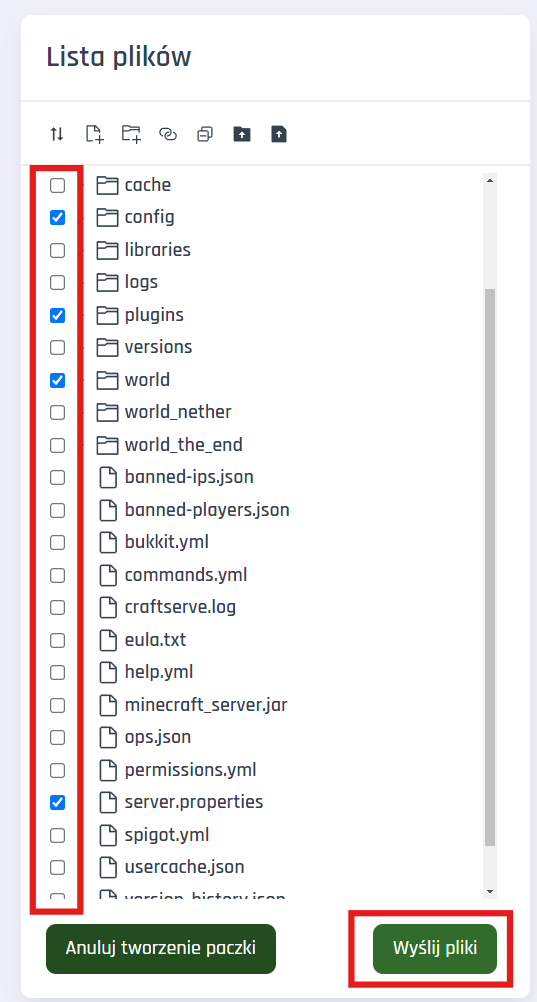 Lista plików
cache
config
libraries
logs
plugins
versions
world
world_nether
world_the_end
banned-ips.json
banned-players.json
bukkit.yml
commands.yml
craftserve.log
eula.txt
help.yml
minecraft_server.jar
ops.json
permissions.yml
server.properties
spigot.yml
usercache.json
version_history.json
Anuluj tworzenie paczki
Wyślij pliki